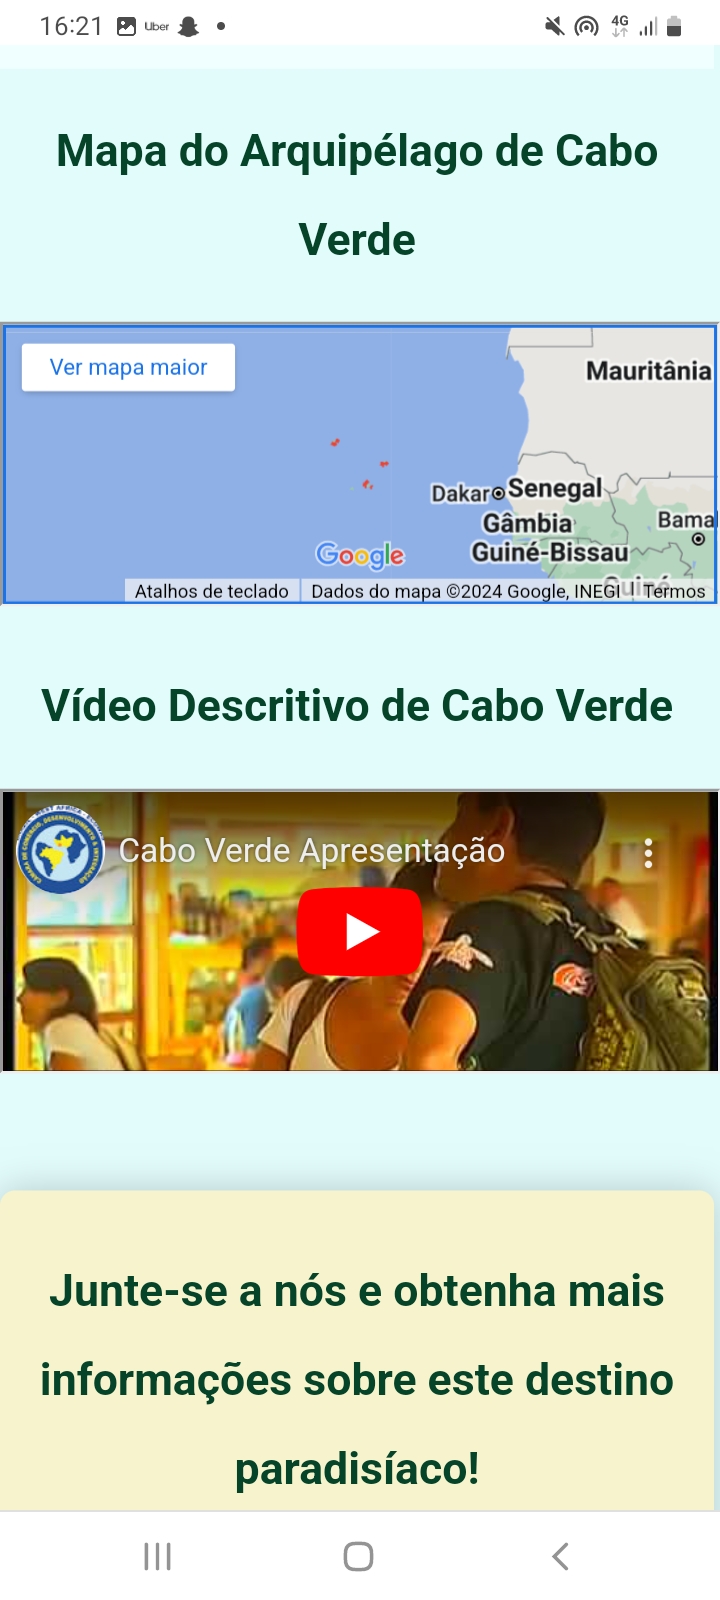 16:21 Uber 4G
Mapa do Arquipélago de Cabo
Verde
Ver mapa maior
Mauritânia
Dakar Senegal
Gâmbia
Bama
Guiné-Bissau
Google
Guiné
Atalhos de teclado Dados do mapa ©2024 Google, INEGI Termos
Vídeo Descritivo de Cabo Verde
Cabo Verde Apresentação
Junte-se a nós e obtenha mais
informações sobre este destino
paradisíaco!